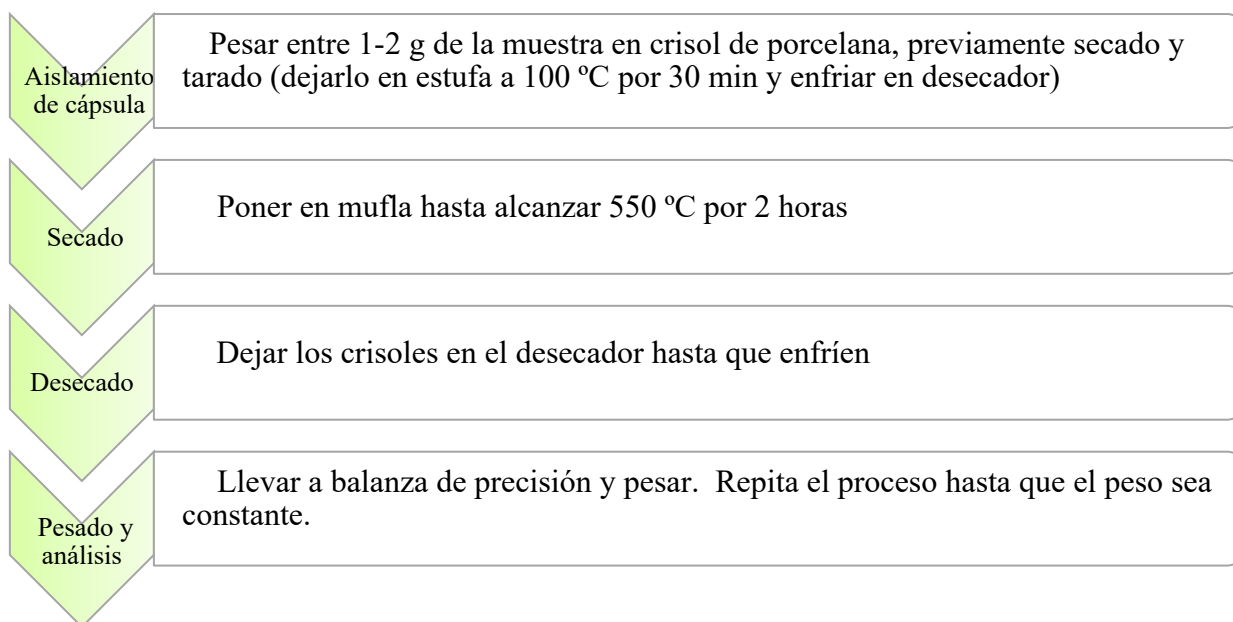 Aislamiento
de cápsula
Pesar entre 1-2 g de la muestra en crisol de porcelana, previamente secado y
tarado (dejarlo en estufa a 100 ºC por 30 min y enfriar en desecador)
Secado
Poner en mufla hasta alcanzar 550 ºC por 2 horas
Desecado
Dejar los crisoles en el desecador hasta que enfríen
Pesado y
análisis
Llevar a balanza de precisión y pesar. Repita el proceso hasta que el peso sea
constante.